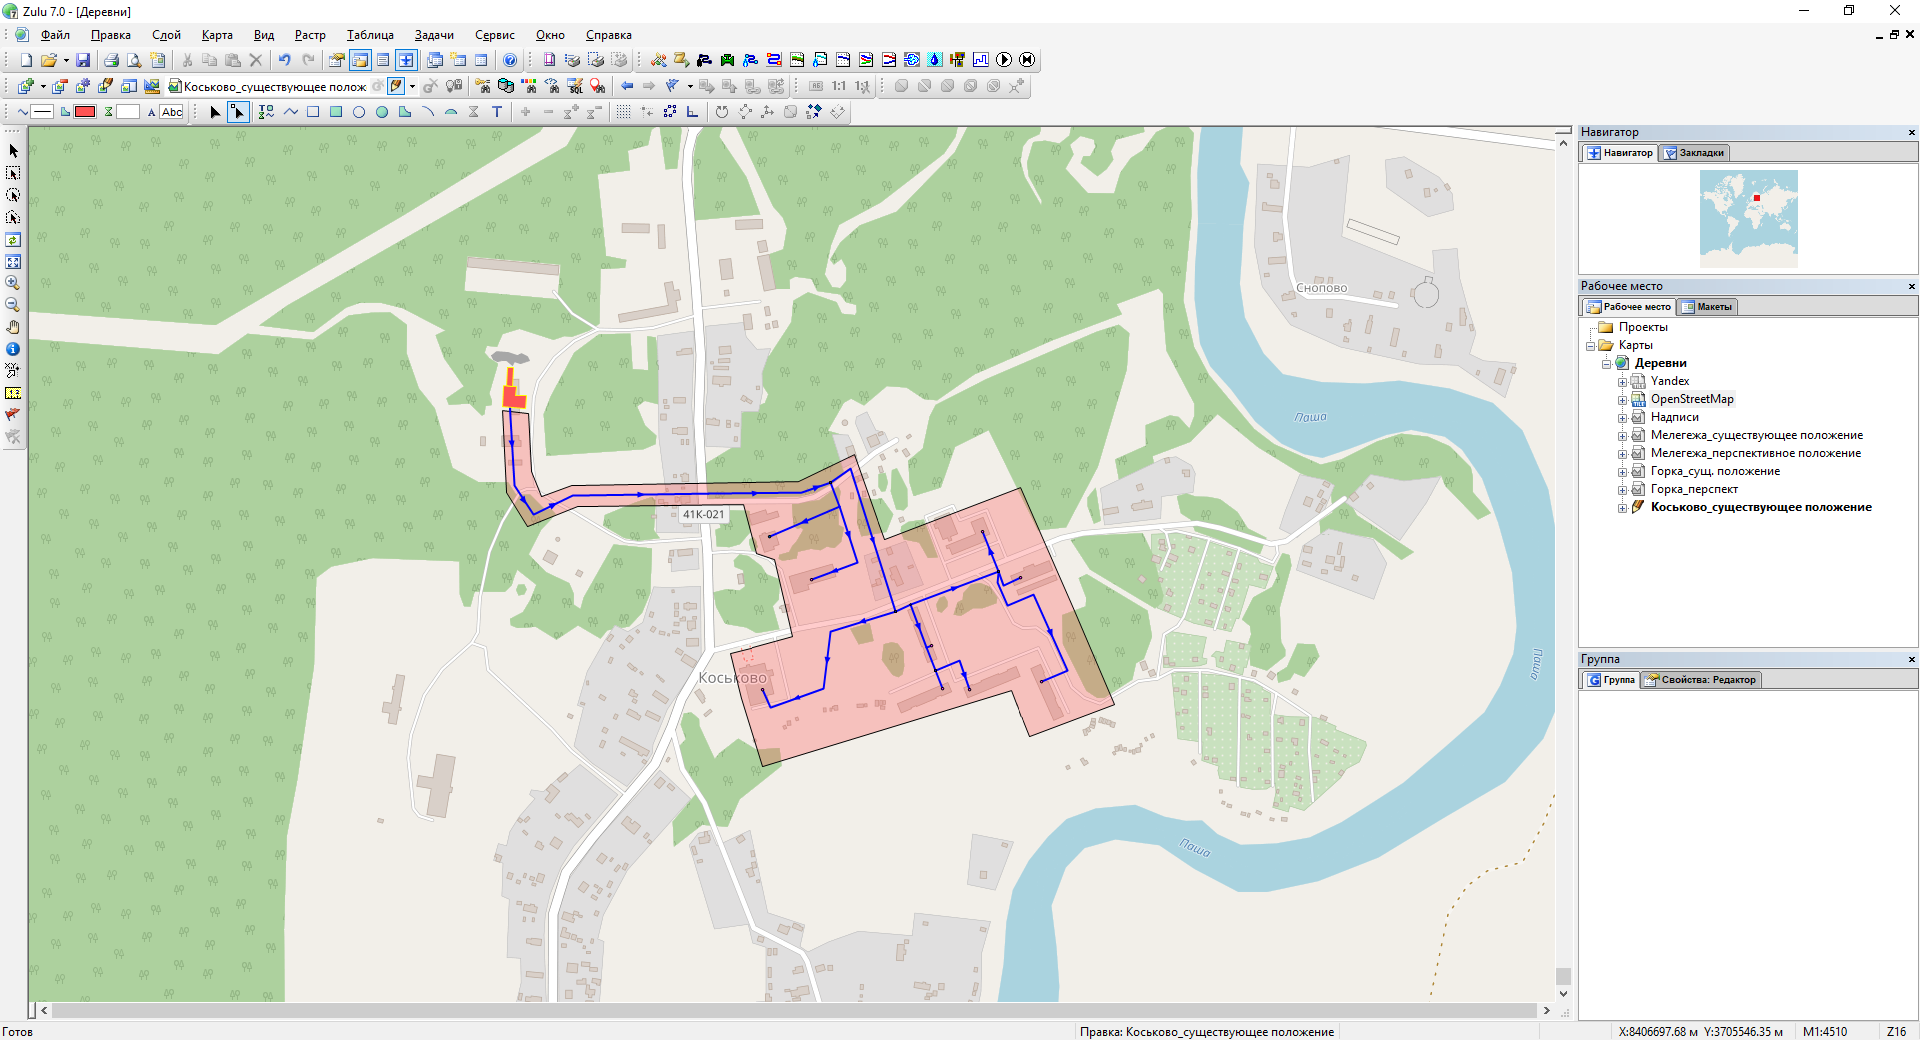 Zulu 7.0 - [Деревни]
Файл Правка Слой Карта Вид Растр Таблица Задачи Сервис Окно Справка
Коськово_существующее полож
SQL
1:1
A Abc
Навигатор
Навигатор Закладки
Рабочее место
Рабочее место Макеты
Проекты
Карты
Деревни
Yandex
OpenStreetMap
Надписи
Мелегежа_существующее положение
Мелегежа_перспективное положение
Горка_сущ. положение
Горка_перспект
Коськово_существующее положение
Группа
Группа Свойства: Редактор
Снопово
Паша
41К-021
Паша
Коськово
Паша
Готов
Правка: Коськово_существующее положение
X:8406697.68 м Y:3705546.35 м
М1:4510
Z16